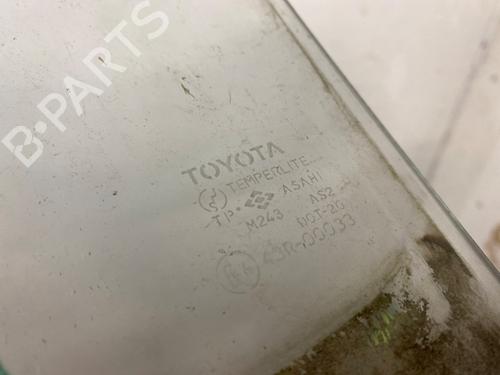 B-PARTS
TOYOTA
TEMPERLITE
TP ASAHI
M243 AS2
DOT-20
43R-00033